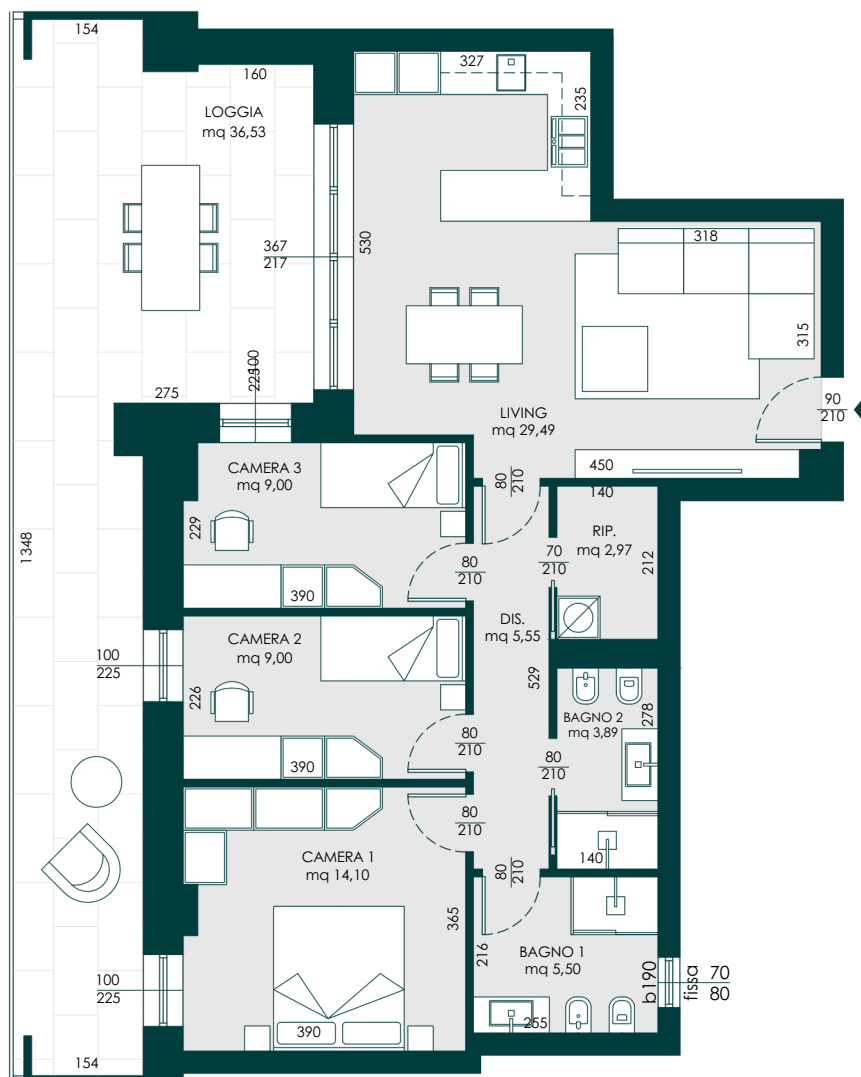 154
160
LOGGIA
mq 36,53
327
235
367
217
530
318
315
275
100
225
LIVING
mq 29,49
90
210
80
210
450
140
CAMERA 3
mq 9,00
229
390
80
210
RIP.
mq 2,97
70
210
212
1348
DIS.
mq 5,55
529
CAMERA 2
mq 9,00
100
225
226
390
80
210
BAGNO 2
mq 3,89
278
80
210
140
CAMERA 1
mq 14,10
80
210
80
210
365
216
BAGNO 1
mq 5,50
b190
fissa
70
80
100
225
390
255
154